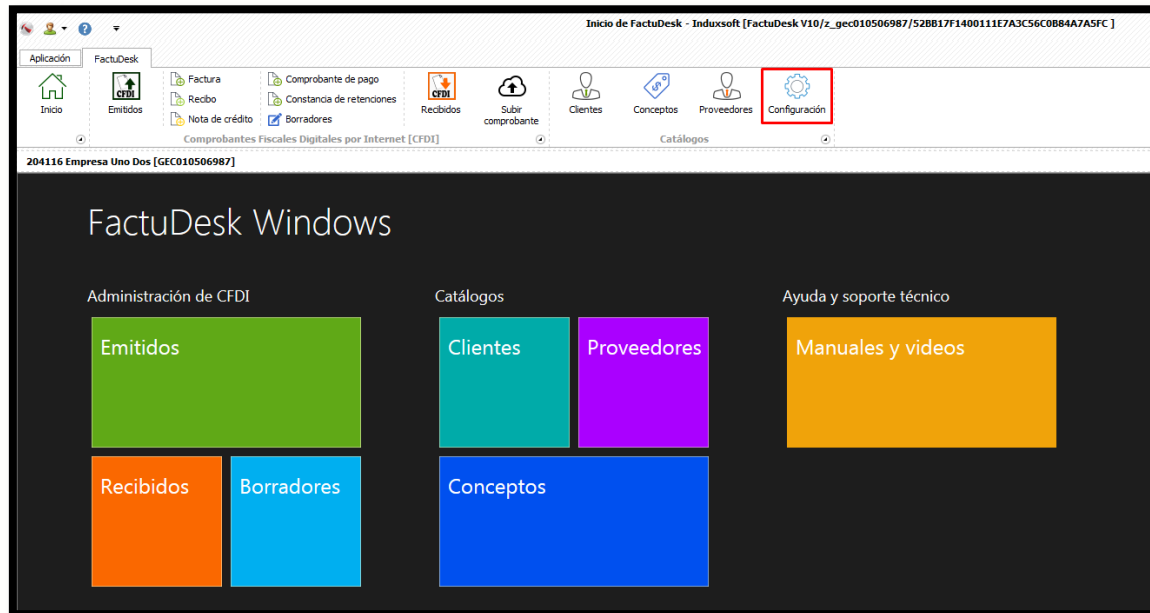 Inicio de FactuDesk - Induxsoft [FactuDesk V10/z_gec010506987/52BB17F1400111E7A3C56C0B84A7A5FC ]
Aplicación FactuDesk
Inicio
CFDI
Emitidos
Factura
Recibo
Nota de crédito
Comprobante de pago
Constancia de retenciones
Borradores
CFDI
Recibidos
Subir
comprobante
Clientes
Conceptos
Proveedores
Configuración
Comprobantes Fiscales Digitales por Internet [CFDI]
Catálogos
204116 Empresa Uno Dos [GEC010506987]
FactuDesk Windows
Administración de CFDI
Emitidos
Recibidos
Borradores
Catálogos
Clientes
Proveedores
Conceptos
Ayuda y soporte técnico
Manuales y videos